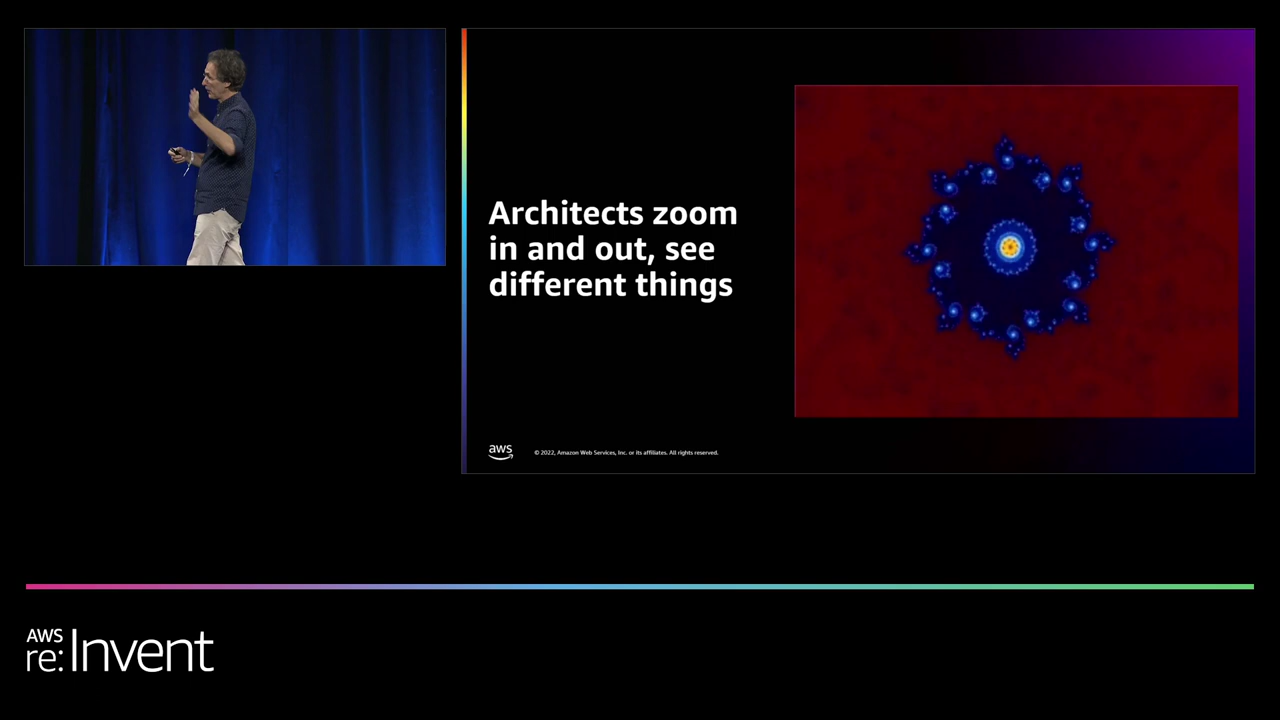 Architects zoom
in and out, see
different things
aws
© 2022, Amazon Web Services, Inc. or its affiliates. All rights reserved.
AWS
re:Invent